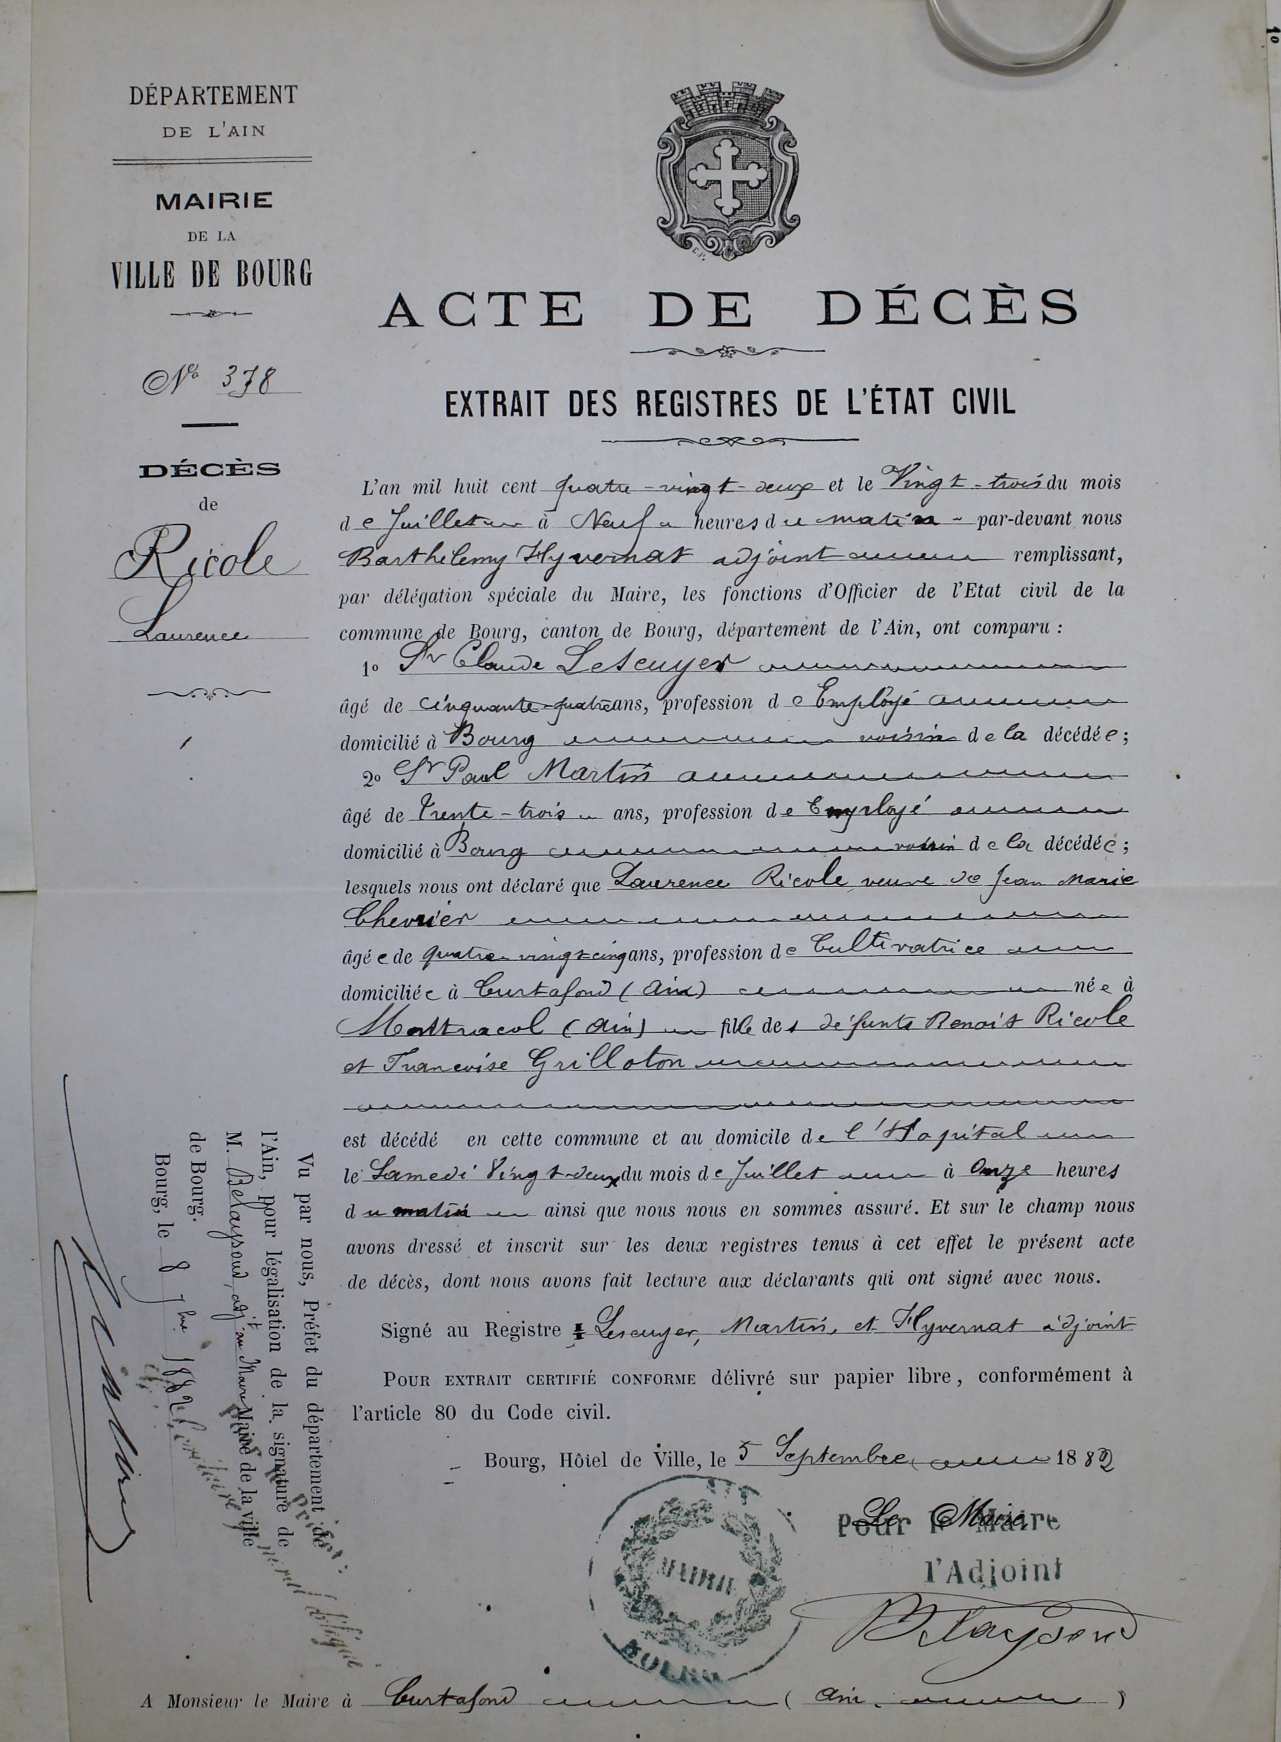 1º
DÉPARTEMENT
DE L'AIN
MAIRIE
DE LA
VILLE DE BOURG
Nº 378
DÉCÈS
de
Ricole
Laurence
ACTE DE DÉCÈS
EXTRAIT DES REGISTRES DE L'ÉTAT CIVIL
L'an mil huit cent quatre-vingt-deux et le Vingt-trois du mois
de Juillet à Neuf heures du matin par-devant nous
Barthélemy Hyvernat adjoint remplissant,
par délégation spéciale du Maire, les fonctions d'Officier de l'Etat civil de la
commune de Bourg, canton de Bourg, département de l'Ain, ont comparu :
1º Sr Claude Lescuyer
âgé de cinquante-quatre ans, profession de Employé
domicilié à Bourg voisin de la décédée;
2º Sr Paul Martin
âgé de Trente-trois ans, profession de Employé
domicilié à Bourg voisin de la décédée;
lesquels nous ont déclaré que Laurence Ricole veuve de Jean Marie
Chevrier
âgée de quatre vingt cinq ans, profession de Cultivatrice
domiciliée à Curtafond (Ain) née à
Montracol (Ain) fille des défunts Benoit Ricole
et Francoise Grilloton
est décédé en cette commune et au domicile de l'Hopital
le Samedi Vingt-deux du mois de Juillet à Onze heures
du matin ainsi que nous nous en sommes assuré. Et sur le champ nous
avons dressé et inscrit sur les deux registres tenus à cet effet le présent acte
de décès, dont nous avons fait lecture aux déclarants qui ont signé avec nous.
Signé au Registre Lescuyer, Martin, et Hyvernat adjoint
POUR EXTRAIT CERTIFIÉ CONFORME délivré sur papier libre, conformément à
l'article 80 du Code civil.
Bourg, Hôtel de Ville, le 5 Septembre 1882
Le Maire
Pour le Maire
l'Adjoint
Belaysoud
MAIRIE
BOURG
Vu par nous, Préfet du département de
l'Ain, pour légalisation de la signature de
M. Belaysoud, adjt au Maire Maire de la ville
de Bourg.
Bourg, le 8 7bre 1882
A Monsieur le Maire à Curtafond (Ain)